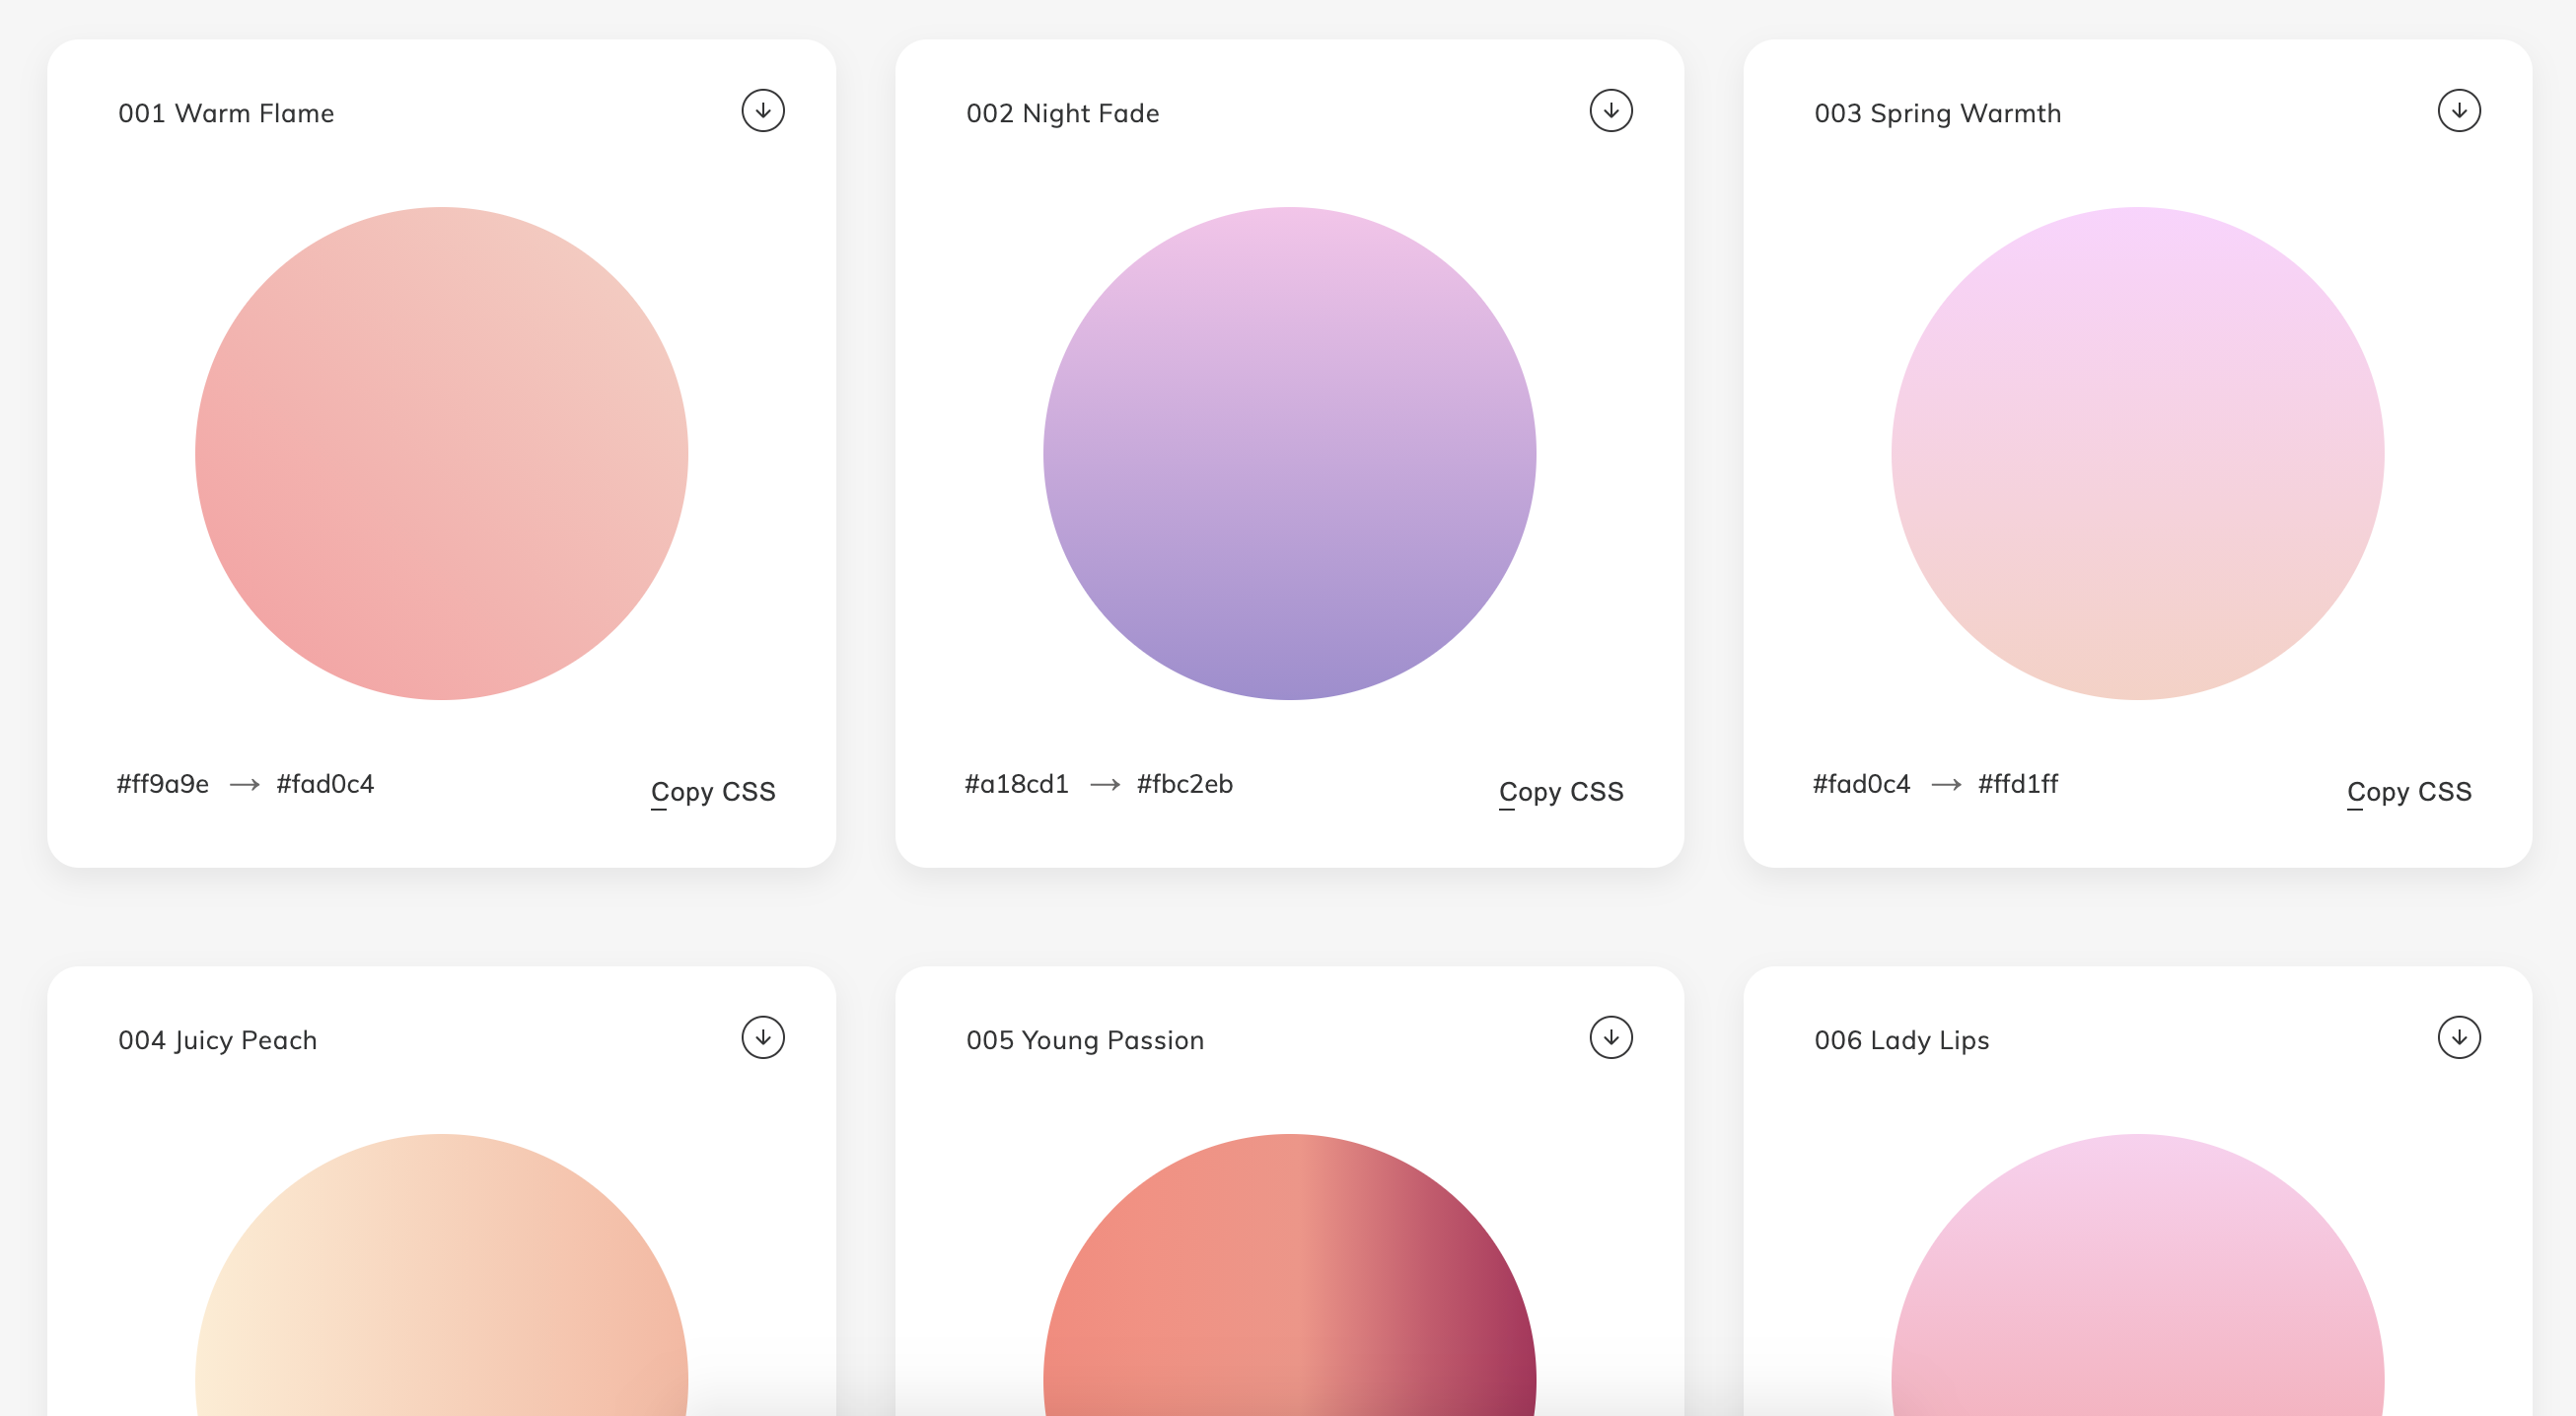 001 Warm Flame
002 Night Fade
003 Spring Warmth
#ff9a9e → #fad0c4
Copy CSS
#a18cd1 → #fbc2eb
Copy CSS
#fad0c4 → #ffd1ff
Copy CSS
004 Juicy Peach
005 Young Passion
006 Lady Lips